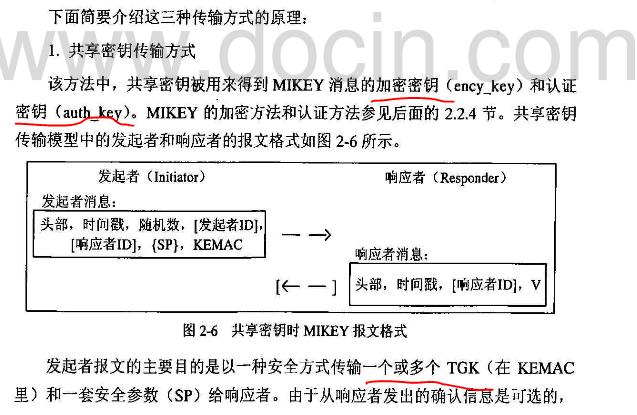 下面简要介绍这三种传输方式的原理：
www.docin.com
1. 共享密钥传输方式
该方法中，共享密钥被用来得到 MIKEY 消息的加密密钥（ency_key）和认证
密钥（auth_key）。MIKEY 的加密方法和认证方法参见后面的 2.2.4 节。共享密钥
传输模型中的发起者和响应者的报文格式如图 2-6 所示。
发起者（Initiator）
响应者（Responder）
发起者消息：
头部，时间戳，随机数，[发起者ID]，
[响应者ID]，{SP}，KEMAC
响应者消息：
头部，时间戳，[响应者ID]，V
图 2-6 共享密钥时 MIKEY 报文格式
发起者报文的主要目的是以一种安全方式传输一个或多个 TGK（在 KEMAC
里）和一套安全参数（SP）给响应者。由于从响应者发出的确认信息是可选的，